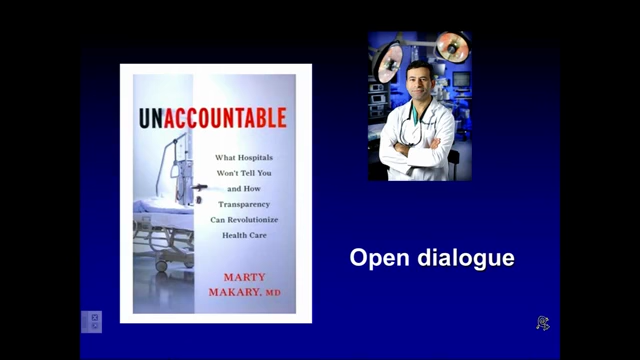 UNACCOUNTABLE
What Hospitals
Won't Tell You
and How
Transparency
Can Revolutionize
Health Care
MARTY
MAKARY, MD
Open dialogue